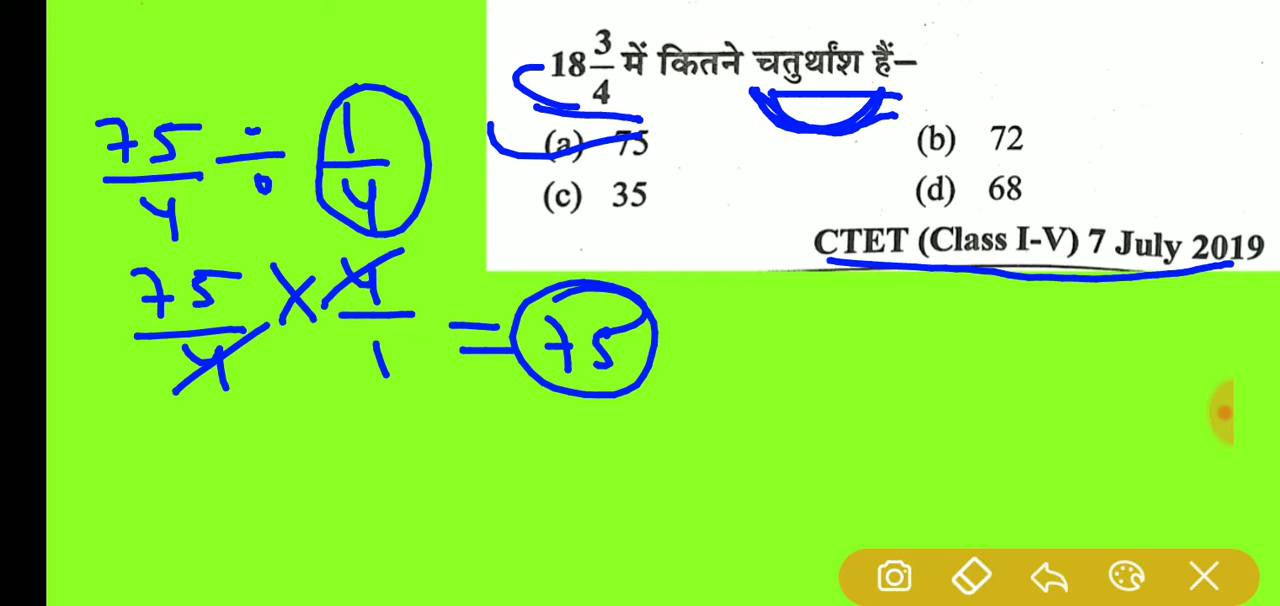 18 3/4 में कितने चतुर्थांश हैं–
(a) 75 (b) 72
(c) 35 (d) 68
CTET (Class I-V) 7 July 2019
75/4 ÷ 1/4
75/4 × 4/1 = 75